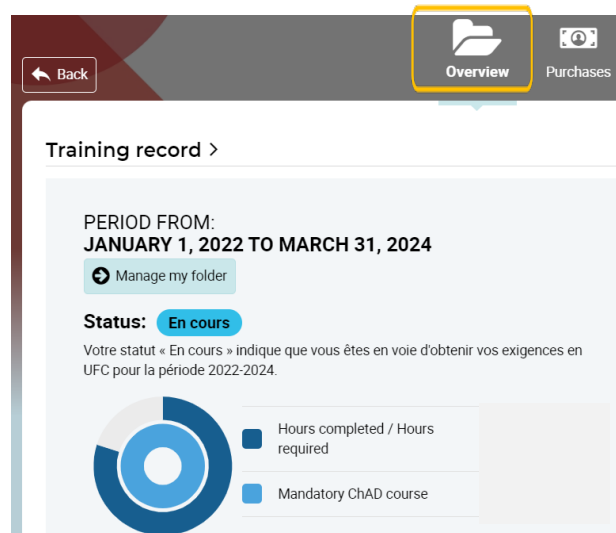 Back
Overview
Purchases
Training record >
PERIOD FROM:
JANUARY 1, 2022 TO MARCH 31, 2024
Manage my folder
Status: En cours
Votre statut « En cours » indique que vous êtes en voie d'obtenir vos exigences en
UFC pour la période 2022-2024.
Hours completed / Hours
required
Mandatory ChAD course